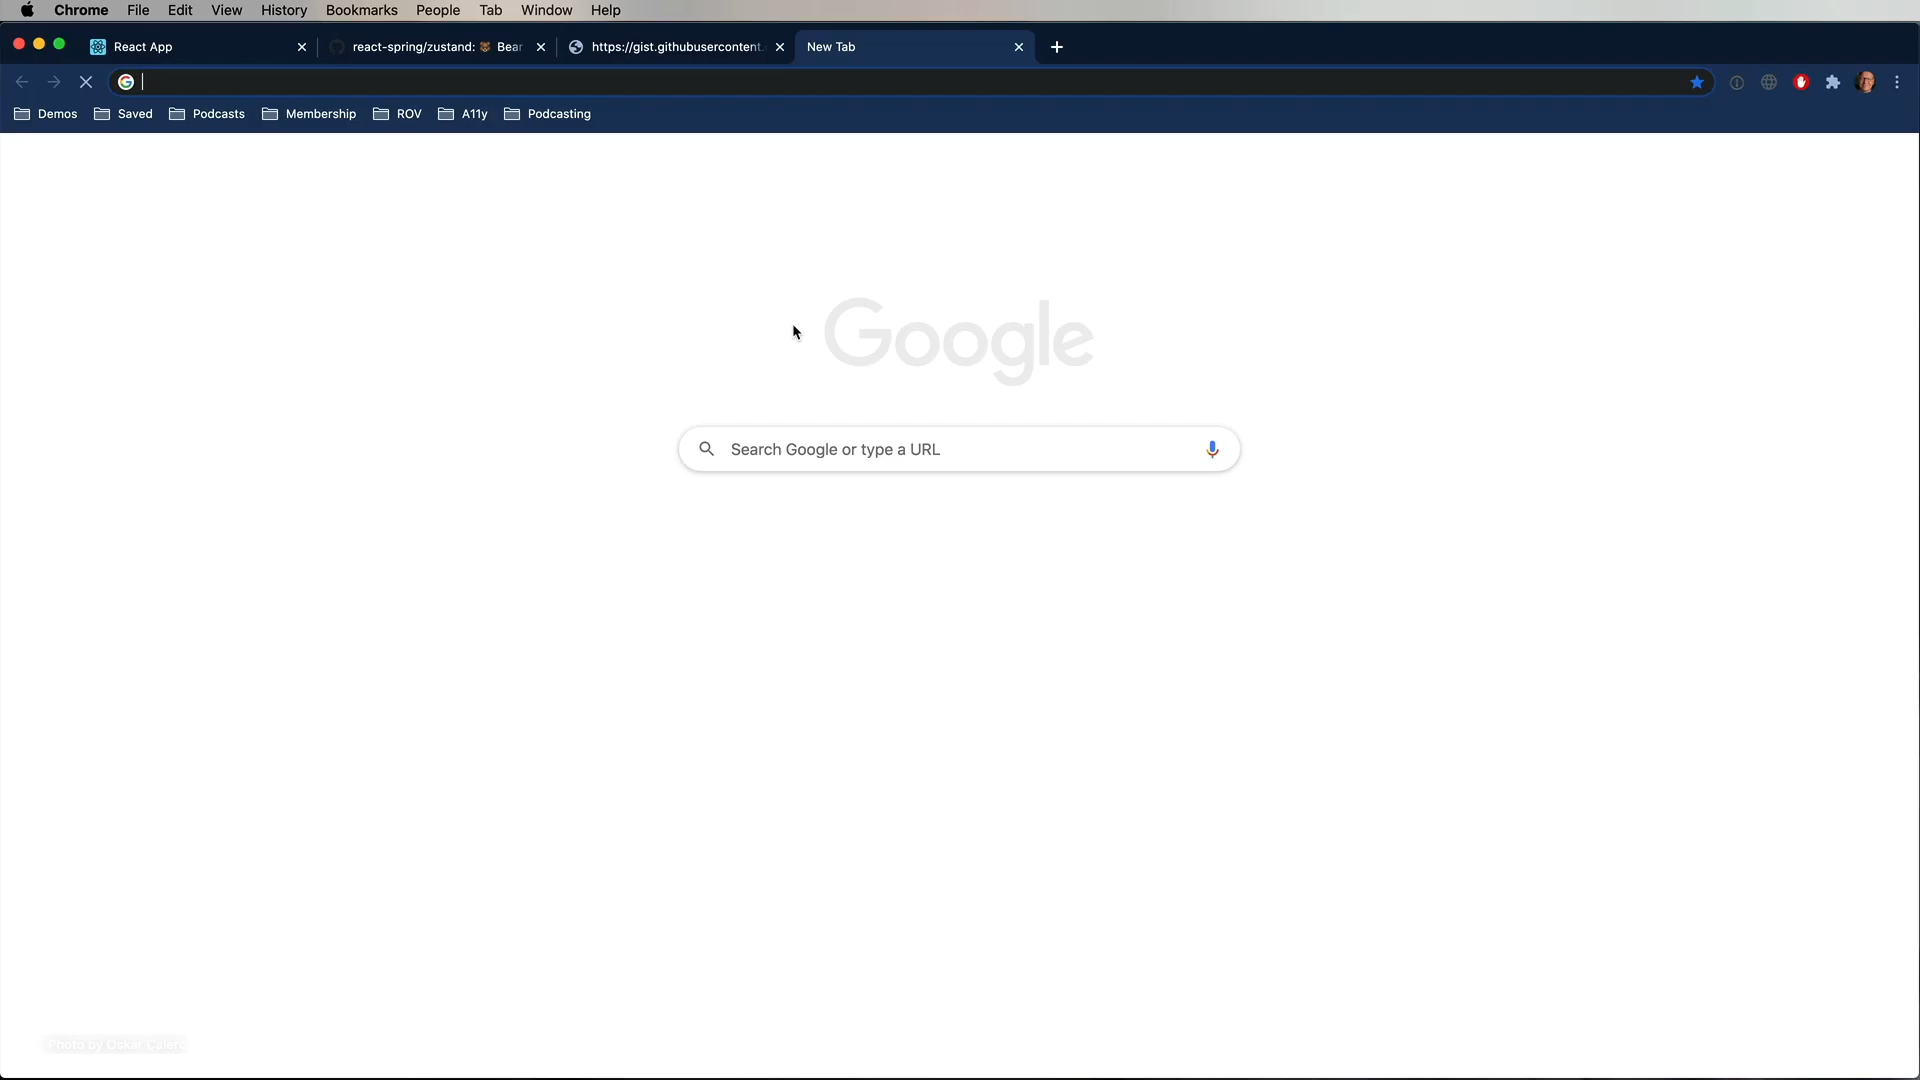 Chrome File Edit View History Bookmarks People Tab Window Help
React App react-spring/zustand: 🐻 Bear https://gist.githubusercontent. New Tab
Demos Saved Podcasts Membership ROV A11y Podcasting
Google
Search Google or type a URL
Photo by Oskar